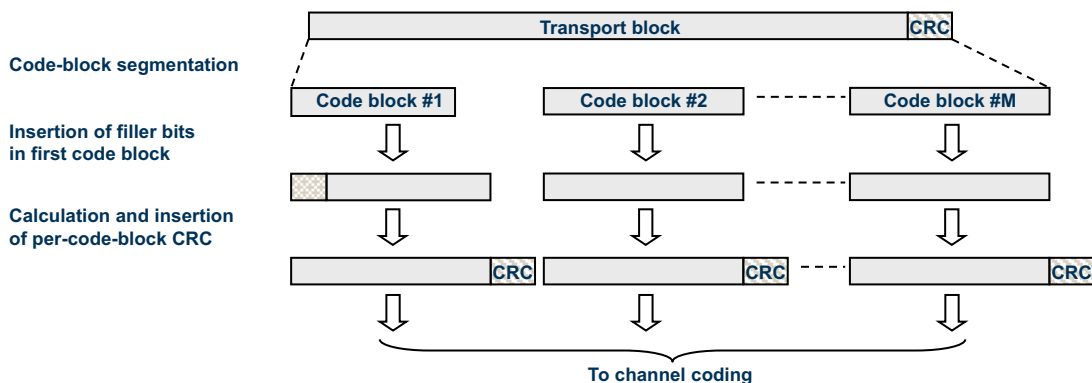 Transport block CRC
Code-block segmentation
Code block #1 Code block #2 Code block #M
Insertion of filler bits
in first code block
Calculation and insertion
of per-code-block CRC
CRC CRC CRC
To channel coding